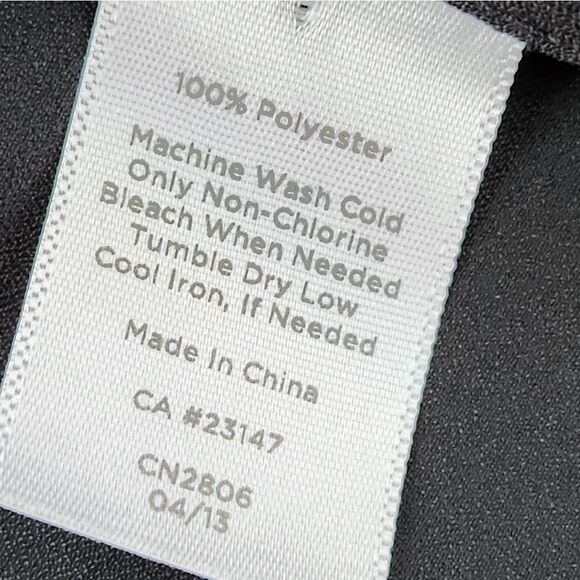 100% Polyester
Machine Wash Cold
Only Non-Chlorine
Bleach When Needed
Tumble Dry Low
Cool Iron, If Needed
Made In China
CA #23147
CN2806
04/13